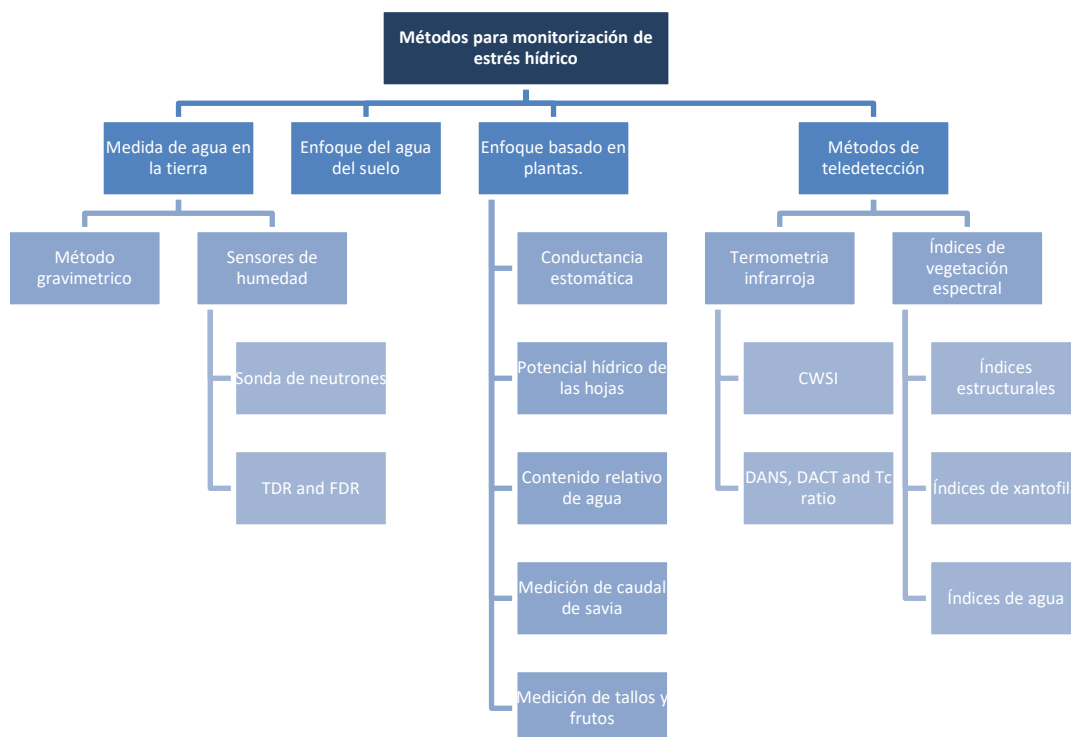 Métodos para monitorización de
estrés hídrico
Medida de agua en
la tierra
Enfoque del agua
del suelo
Enfoque basado en
plantas.
Métodos de
teledetección
Método
gravimetrico
Sensores de
humedad
Conductancia
estomática
Termometria
infrarroja
Índices de
vegetación
espectral
Sonda de neutrones
Potencial hídrico de
las hojas
CWSI
Índices
estructurales
TDR and FDR
Contenido relativo
de agua
DANS, DACT and Tc
ratio
Índices de xantofila
Medición de caudal
de savia
Índices de agua
Medición de tallos y
frutos